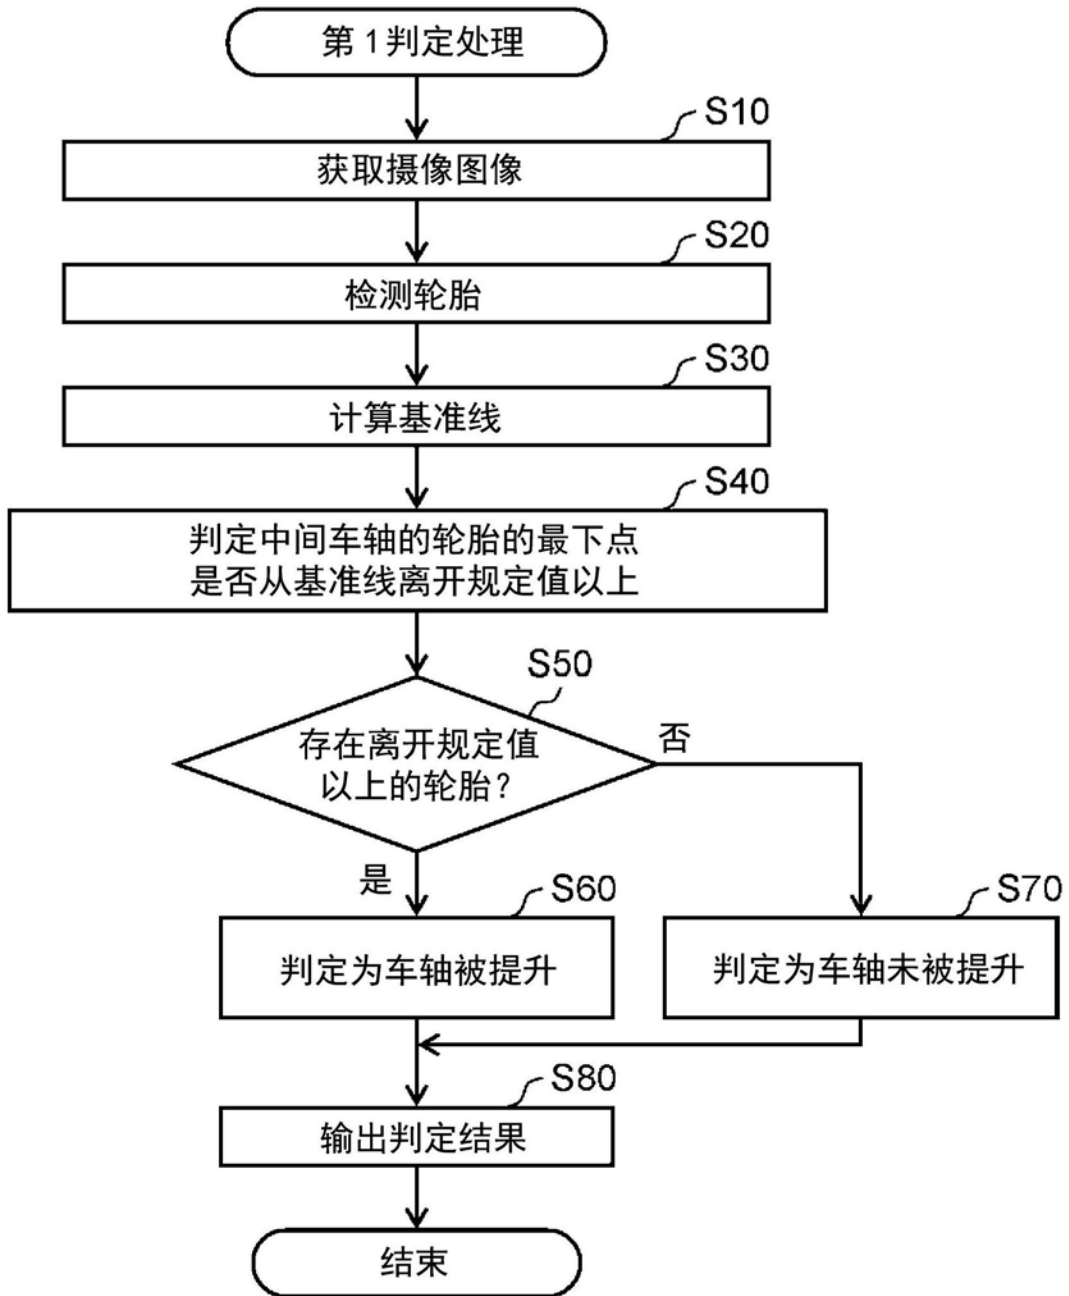 第1判定处理
S10
获取摄像图像
S20
检测轮胎
S30
计算基准线
S40
判定中间车轴的轮胎的最下点
是否从基准线离开规定值以上
S50
存在离开规定值
以上的轮胎?
否
是
S60
判定为车轴被提升
S70
判定为车轴未被提升
S80
输出判定结果
结束